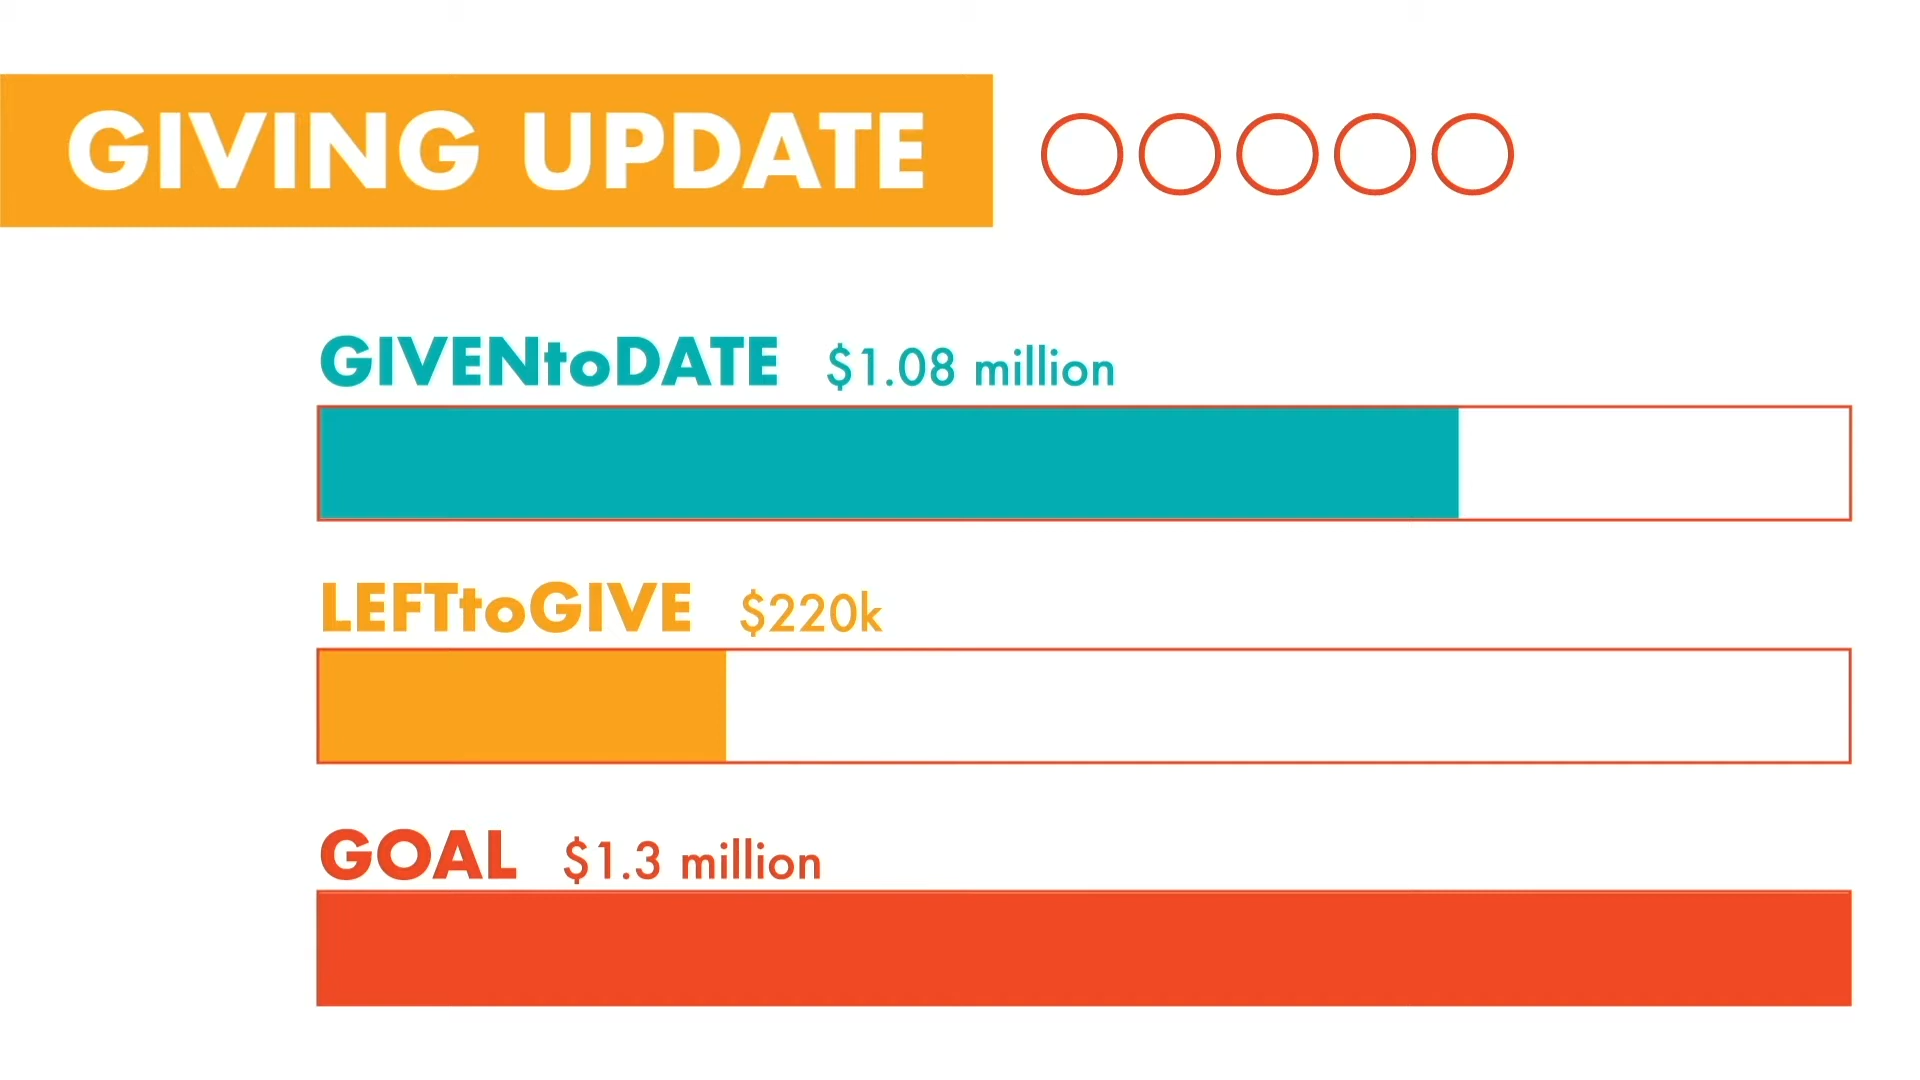 GIVING UPDATE
GIVENtoDATE $1.08 million
LEFTtoGIVE $220k
GOAL $1.3 million